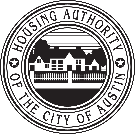 HOUSING AUTHORITY
OF THE CITY OF AUSTIN